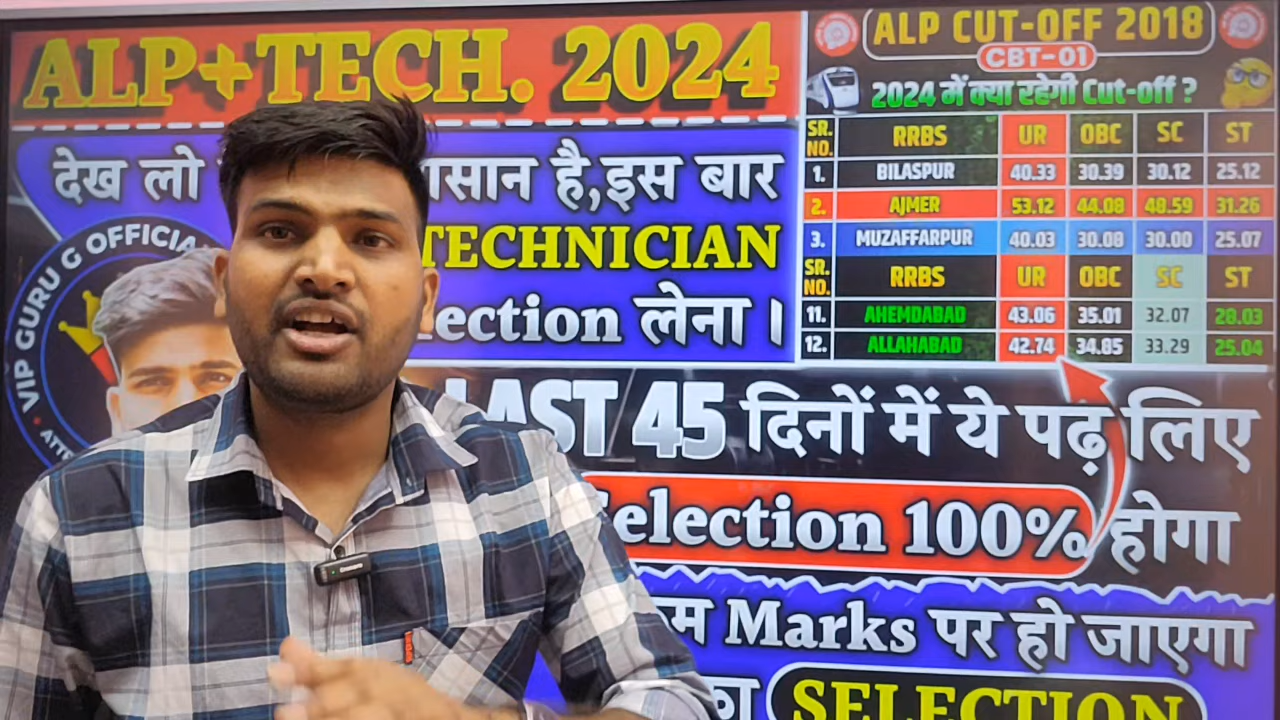 ALP+TECH. 2024
देख लो
सान है,इस बार
TECHNICIAN
ection लेना ।
VIP GURU G OFFICIA
ALP CUT-OFF 2018
CBT-01
2024 में क्या रहेगी Cut-off ?
SR. NO. RRBS UR OBC SC ST
1. BILASPUR 40.33 30.39 30.12 25.12
2. AJMER 53.12 44.08 48.59 31.26
3. MUZAFFARPUR 40.03 30.08 30.00 25.07
SR. NO. RRBS UR OBC SC ST
11. AHEMDABAD 43.06 35.01 32.07 28.03
12. ALLAHABAD 42.74 34.85 33.29 25.04
LAST 45 दिनों में ये पढ़ लिए
Selection 100% होगा
म Marks पर हो जाएगा
का SELECTION